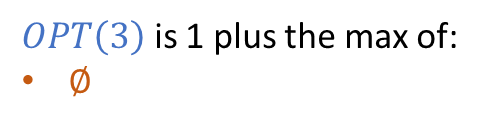 OPT(3) is 1 plus the max of:
• ∅